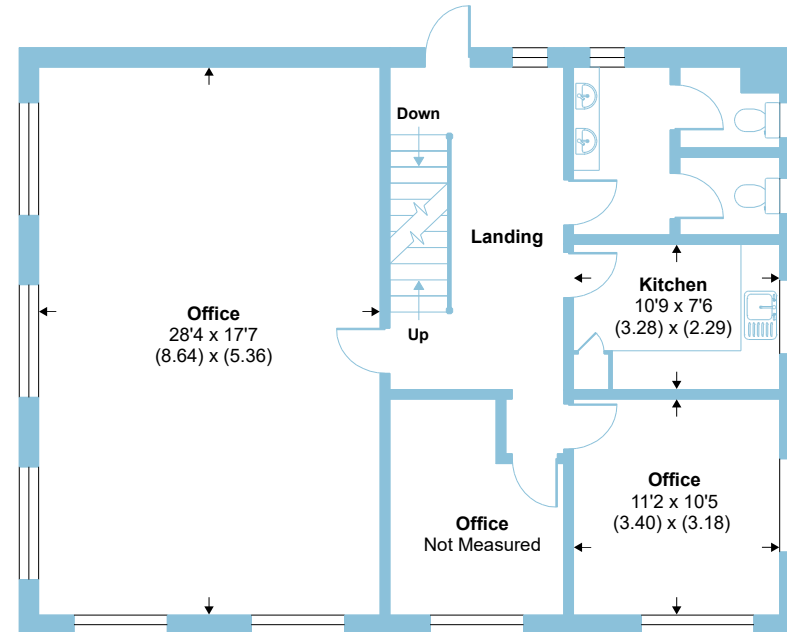 Down
Landing
Kitchen
10'9 x 7'6
(3.28) x (2.29)
Office
28'4 x 17'7
(8.64) x (5.36)
Up
Office
11'2 x 10'5
(3.40) x (3.18)
Office
Not Measured